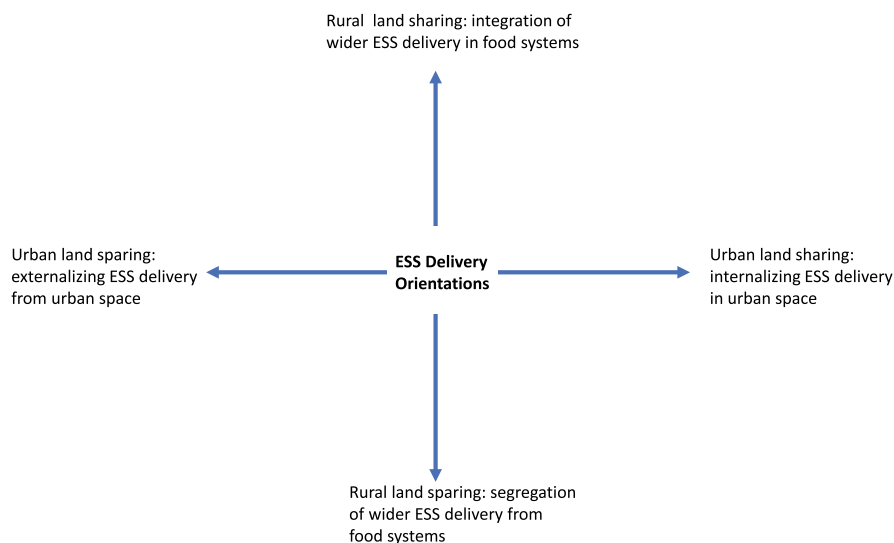 Rural  land sharing: integration of
wider ESS delivery in food systems
Urban land sparing:
externalizing ESS delivery
from urban space
ESS Delivery
Orientations
Urban land sharing:
internalizing ESS delivery
in urban space
Rural land sparing: segregation
of wider ESS delivery from
food systems